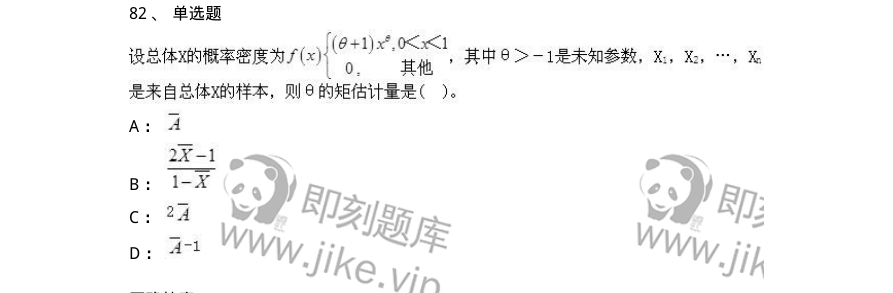 82 、 单选题
设总体X的概率密度为f(x){(θ+1)x^θ,0<x<1
0, 其他
，其中θ＞-1是未知参数，X₁，X₂，…，Xₙ
是来自总体X的样本，则θ的矩估计量是( )。
A： A̅
B： (2X̅-1)/(1-X̅)
C： 2A̅
D： A̅-1
即刻题库
www.jike.vip
即刻
www.ji